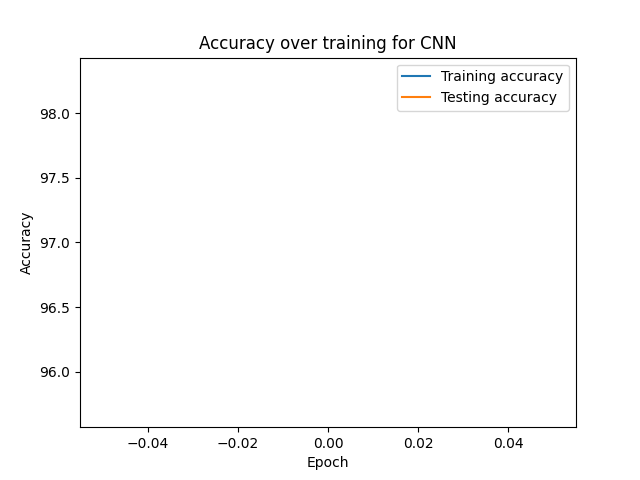 Accuracy over training for CNN
Training accuracy
Testing accuracy
98.0
97.5
97.0
96.5
96.0
Accuracy
−0.04 −0.02 0.00 0.02 0.04
Epoch